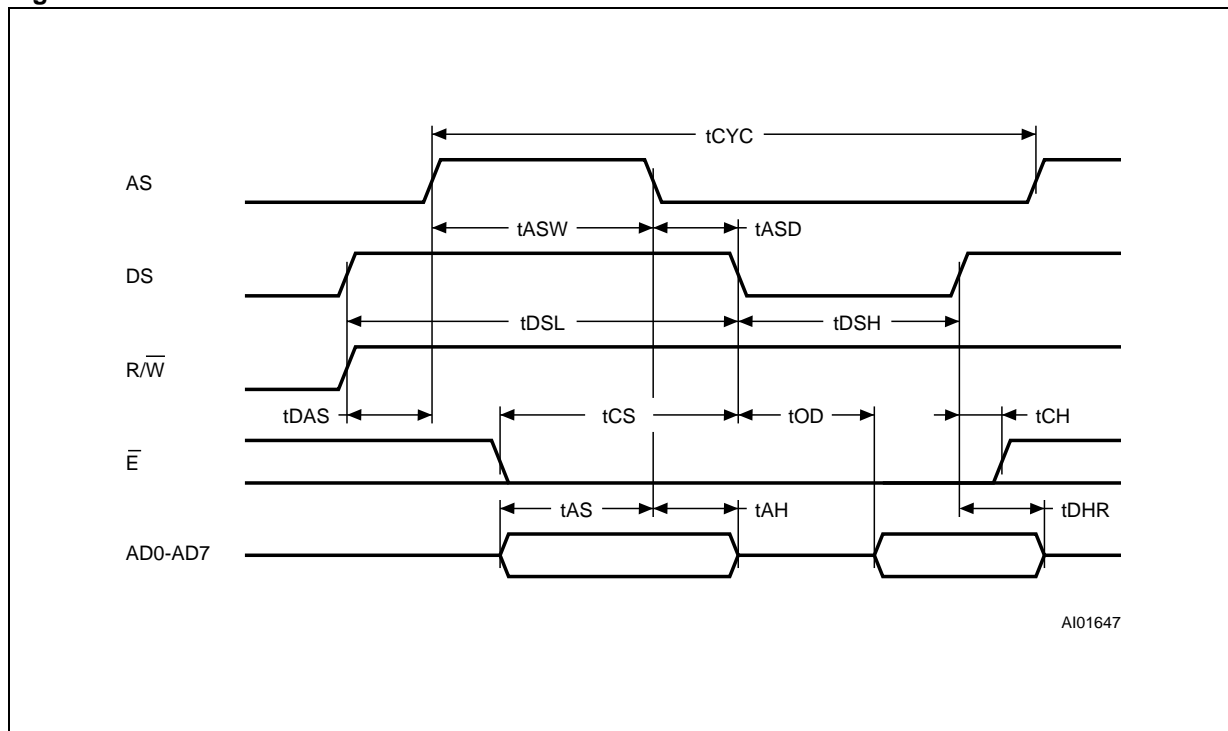 tCYC
AS
tASW
tASD
DS
tDSL
tDSH
R/W̅
tDAS
tCS
tOD
tCH
E̅
tAS
tAH
tDHR
AD0-AD7
AI01647